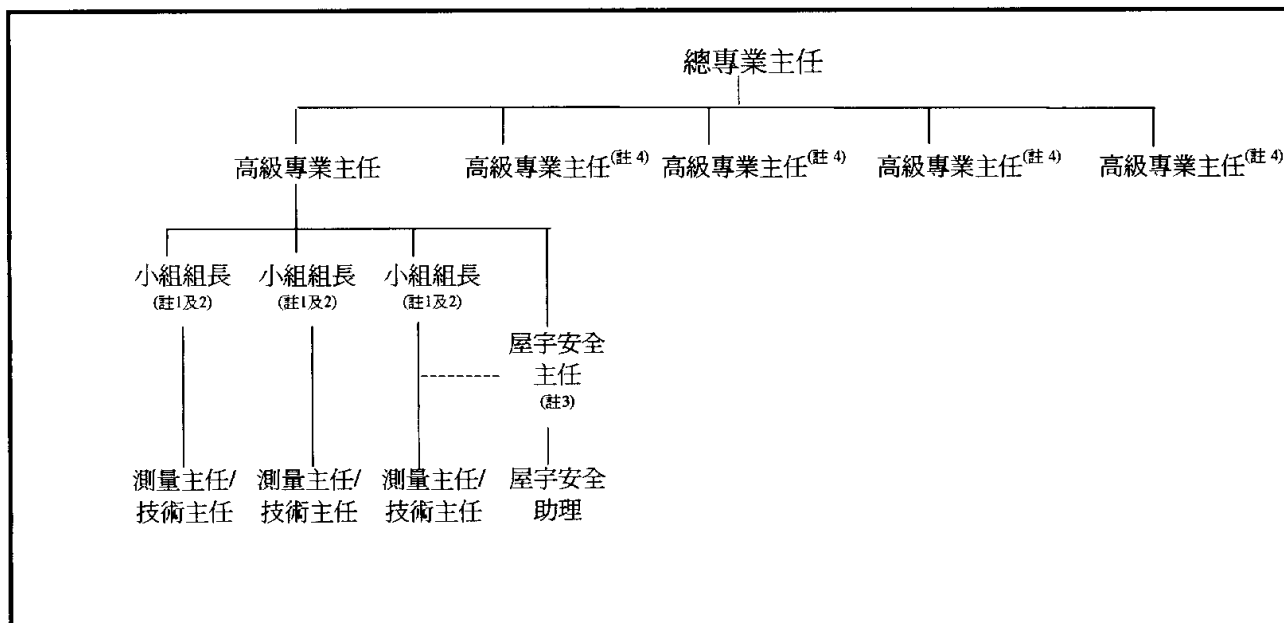 總專業主任
高級專業主任 高級專業主任(註 4) 高級專業主任(註 4) 高級專業主任(註 4) 高級專業主任(註 4)
小組組長 小組組長 小組組長
(註1及2) (註1及2) (註1及2)
屋宇安全
主任
(註3)
測量主任/ 測量主任/ 測量主任/ 屋宇安全
技術主任 技術主任 技術主任 助理